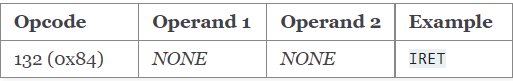 Opcode Operand 1 Operand 2 Example
132 (0x84) NONE NONE IRET